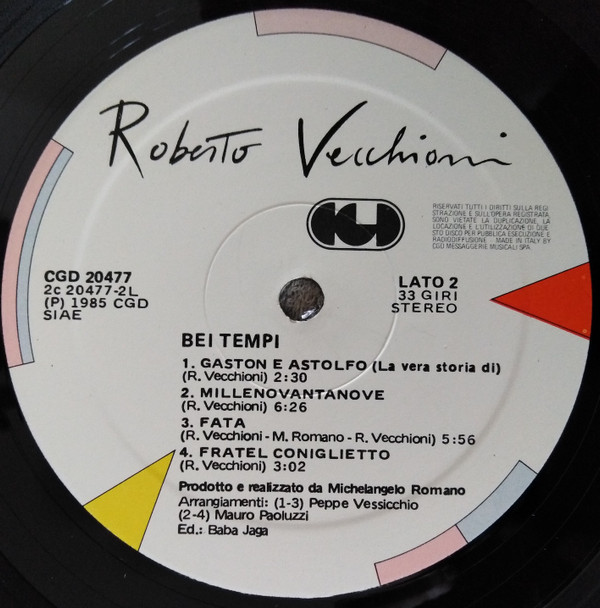 Roberto Vecchioni
RISERVATI TUTTI I DIRITTI SULLA REGI
STRAZIONE E SULL'OPERA REGISTRATA,
SONO VIETATE LA DUPLICAZIONE, LA
LOCAZIONE E L'UTILIZZAZIONE DI QUE
STO DISCO PER PUBBLICA ESECUZIONE E
RADIODIFFUSIONE - MADE IN ITALY BY
CGD MESSAGGERIE MUSICALI SPA.
CGD 20477
2c 20477-2L
(P) 1985 CGD
SIAE
LATO 2
33 GIRI
STEREO
BEI TEMPI
1. GASTON E ASTOLFO (La vera storia di)
(R. Vecchioni) 2:30
2. MILLENOVANTANOVE
(R. Vecchioni) 6:26
3. FATA
(R. Vecchioni - M. Romano - R. Vecchioni) 5:56
4. FRATEL CONIGLIETTO
(R. Vecchioni) 3:02
Prodotto e realizzato da Michelangelo Romano
Arrangiamenti: (1-3) Peppe Vessicchio
(2-4) Mauro Paoluzzi
Ed.: Baba Jaga